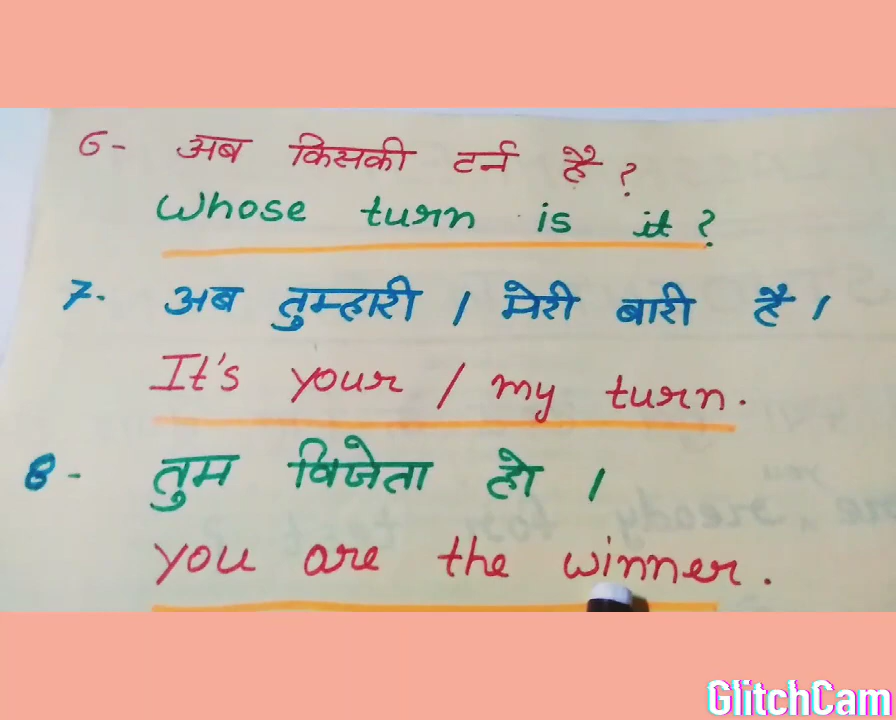 6- अब किसकी टर्न है ?
Whose turn is it ?
7. अब तुम्हारी / मेरी बारी है ।
It's your / my turn.
8 - तुम विजेता हो ।
you are the winner.
GlitchCam